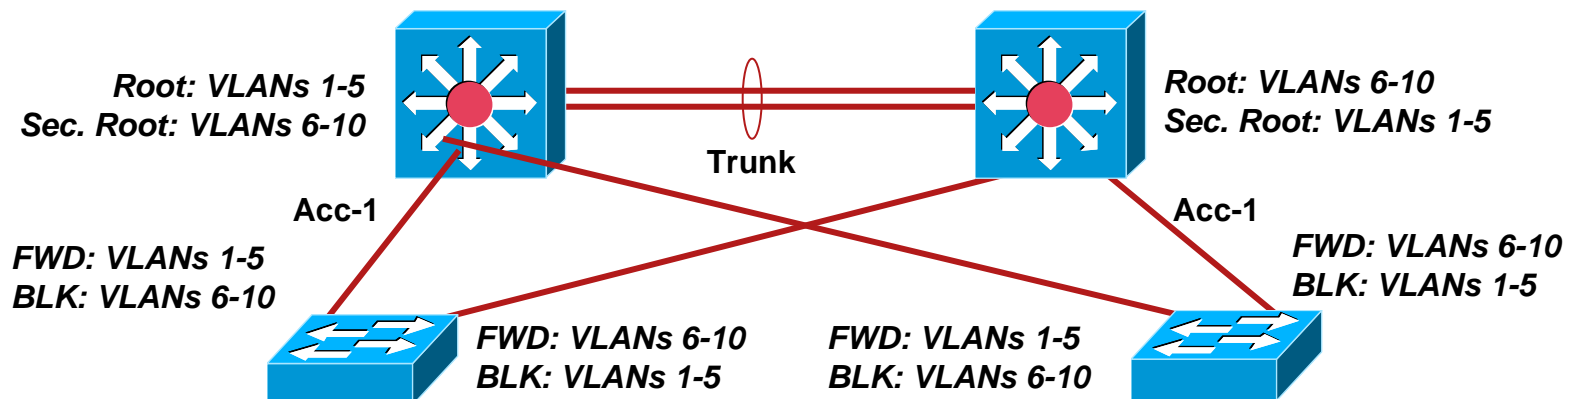 Root: VLANs 1-5
Sec. Root: VLANs 6-10
Root: VLANs 6-10
Sec. Root: VLANs 1-5
Trunk
Acc-1
Acc-1
FWD: VLANs 1-5
BLK: VLANs 6-10
FWD: VLANs 6-10
BLK: VLANs 1-5
FWD: VLANs 6-10
BLK: VLANs 1-5
FWD: VLANs 1-5
BLK: VLANs 6-10